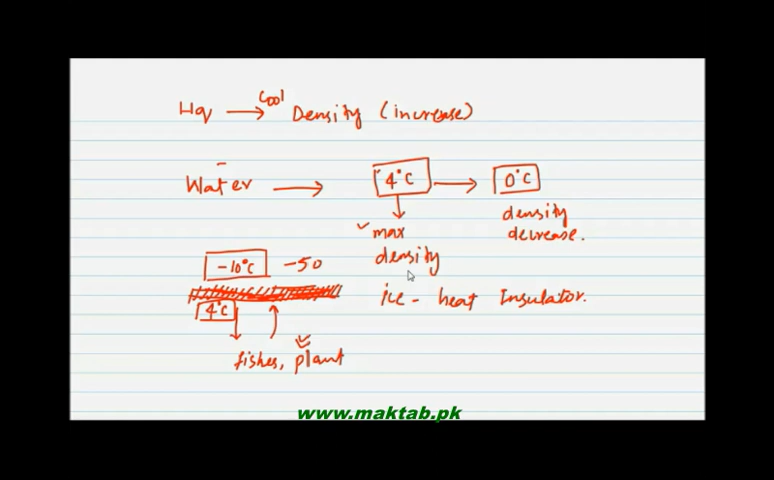 Hg → Cool Density (increase)
Water → 4°C → 0°C
max density
density decrease.
-10°C -50
4°C
ice - heat Insulator.
fishes, plant
www.maktab.pk